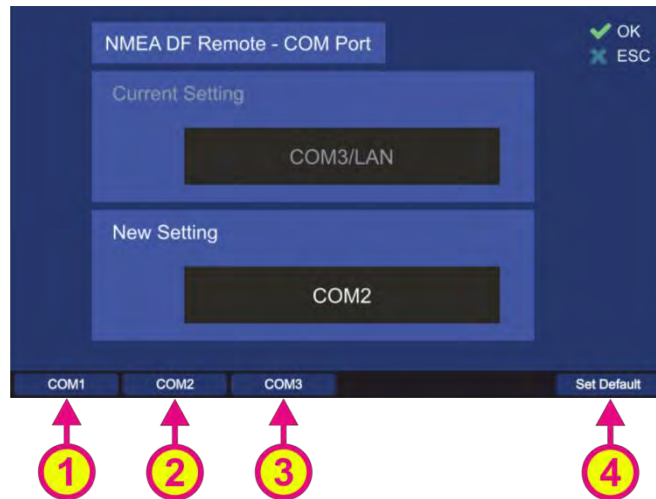 NMEA DF Remote - COM Port
OK
ESC
Current Setting
COM3/LAN
New Setting
COM2
COM1 COM2 COM3 Set Default
1 2 3 4